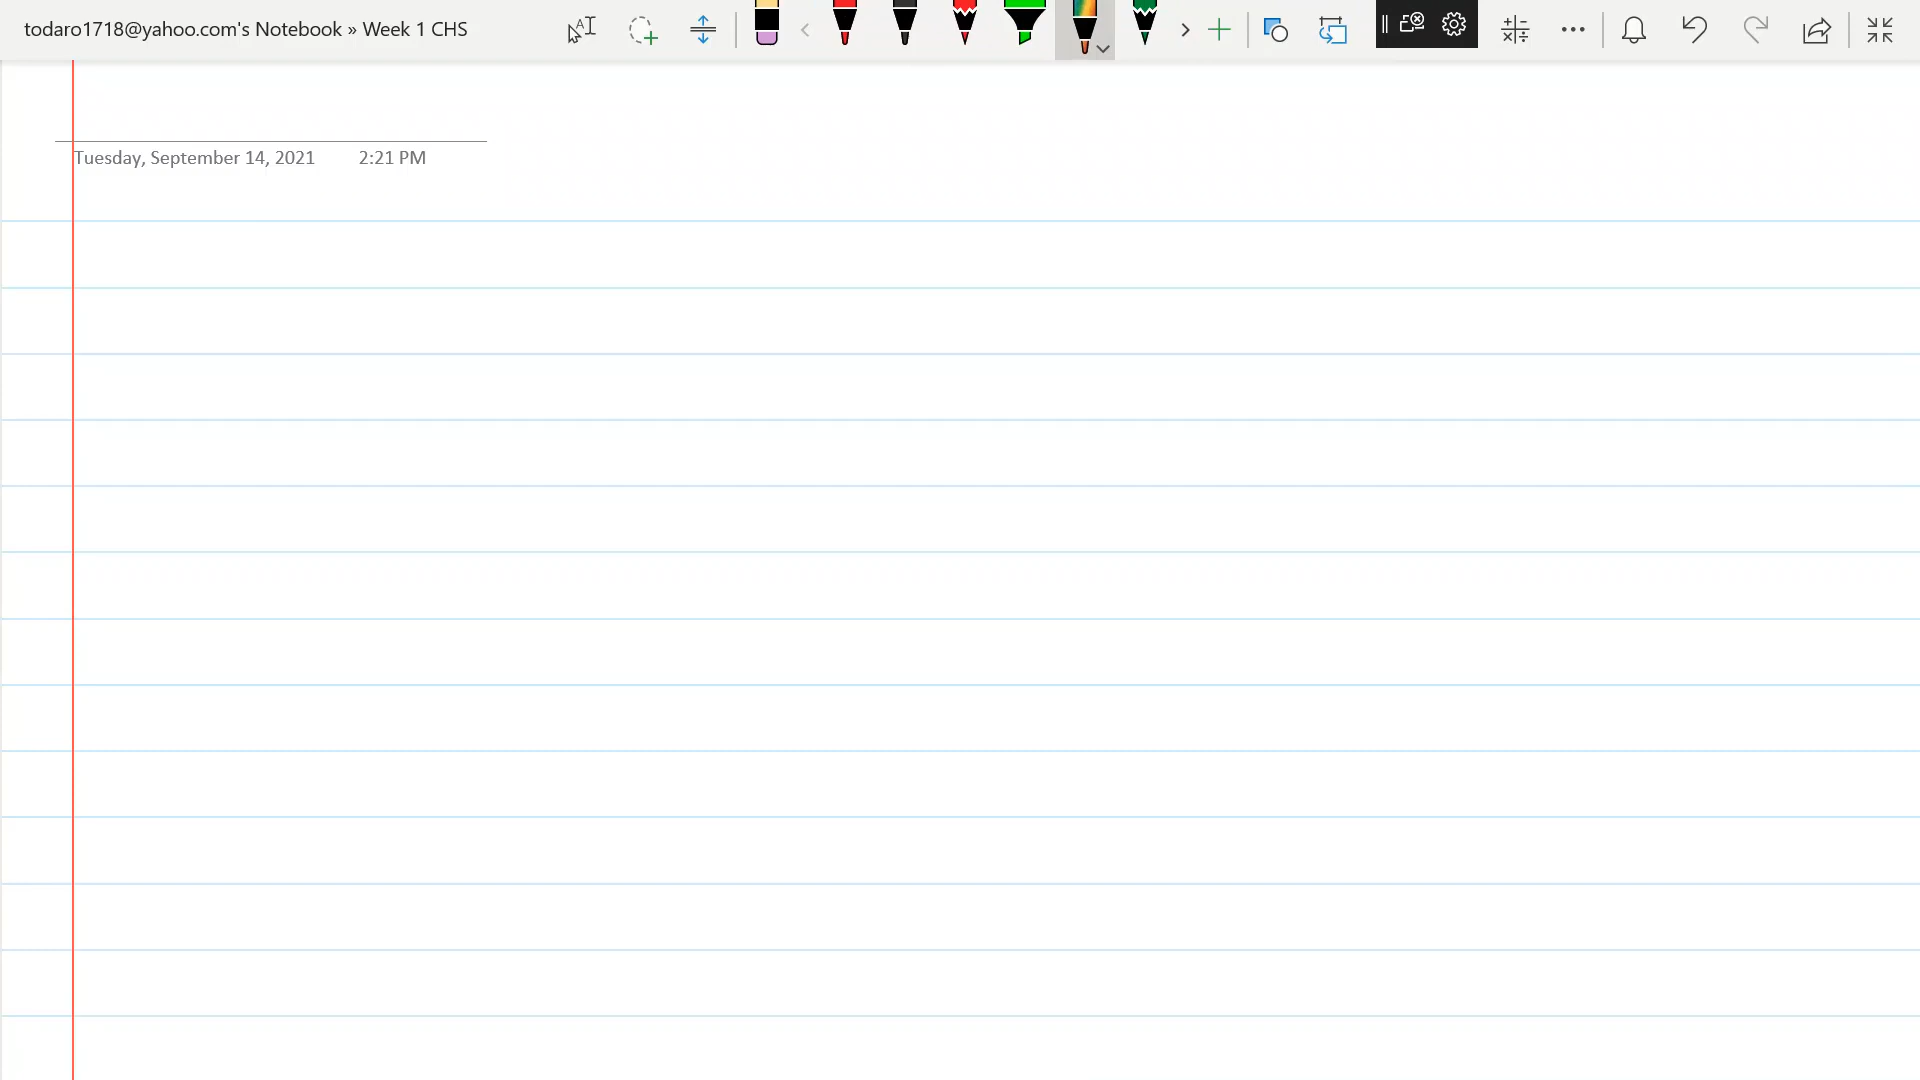 todaro1718@yahoo.com's Notebook » Week 1 CHS
Tuesday, September 14, 2021 2:21 PM